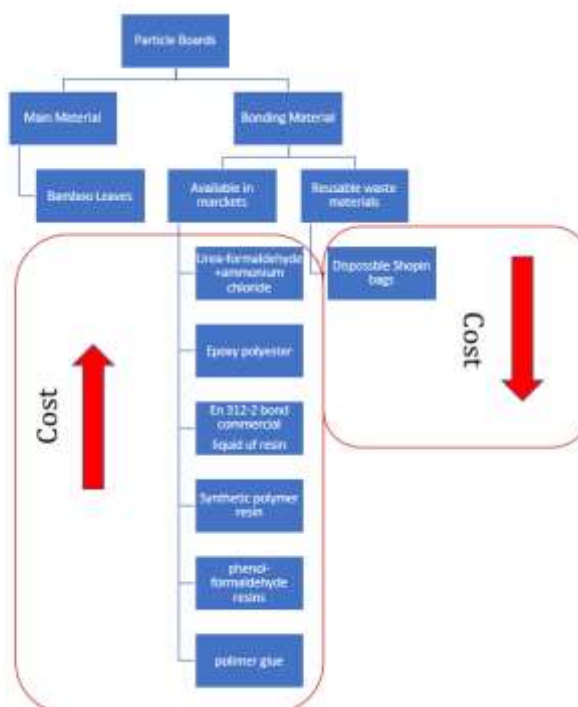 Particle Boards
Main Material
Bonding Material
Bamboo Leaves
Available in
marckets
Reusable waste
materials
Urea-formaldehyde
+ammonium
chloride
Disposible Shopin
bags
Epoxy polyester
En 312-2 bond
commercial
liquid uf resin
Synthetic polymer
resin
phenol-
formaldehyde
resins
polimer glue
Cost
Cost